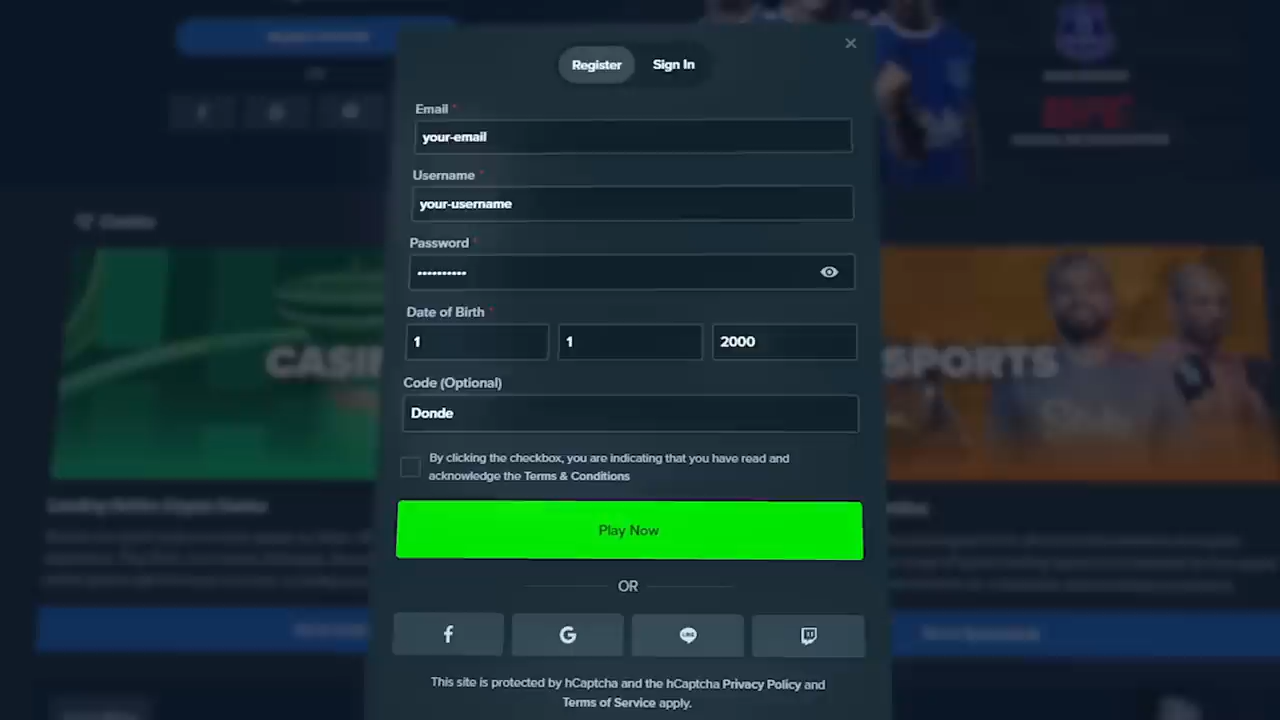 Register
Sign In
Email *
your-email
Username *
your-username
Password *
••••••••••
Date of Birth *
1
1
2000
Code (Optional)
Donde
By clicking the checkbox, you are indicating that you have read and
acknowledge the Terms & Conditions
Play Now
OR
This site is protected by hCaptcha and the hCaptcha Privacy Policy and
Terms of Service apply.
CASI
SPORTS